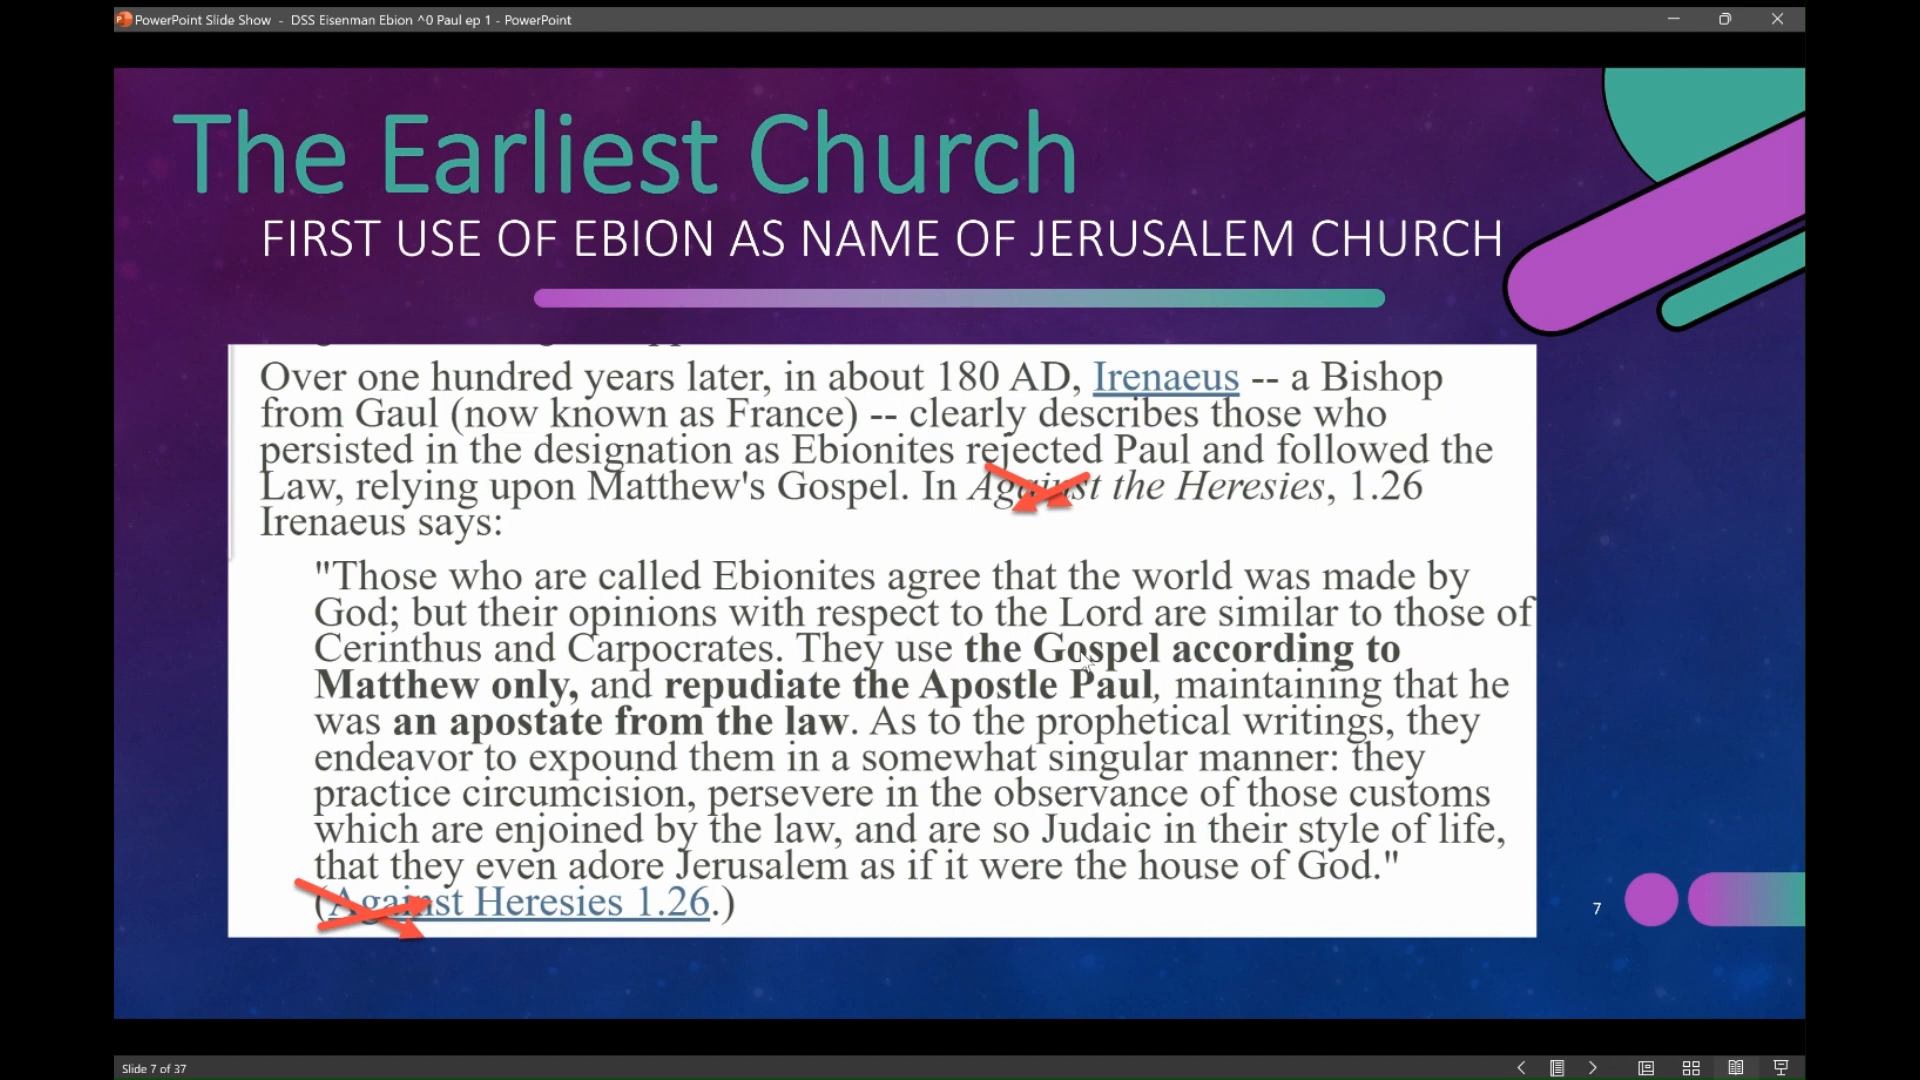 PowerPoint Slide Show - DSS Eisenman Ebion ^0 Paul ep 1 - PowerPoint
The Earliest Church
FIRST USE OF EBION AS NAME OF JERUSALEM CHURCH
Over one hundred years later, in about 180 AD, Irenaeus -- a Bishop
from Gaul (now known as France) -- clearly describes those who
persisted in the designation as Ebionites rejected Paul and followed the
Law, relying upon Matthew's Gospel. In Against the Heresies, 1.26
Irenaeus says:
"Those who are called Ebionites agree that the world was made by
God; but their opinions with respect to the Lord are similar to those of
Cerinthus and Carpocrates. They use the Gospel according to
Matthew only, and repudiate the Apostle Paul, maintaining that he
was an apostate from the law. As to the prophetical writings, they
endeavor to expound them in a somewhat singular manner: they
practice circumcision, persevere in the observance of those customs
which are enjoined by the law, and are so Judaic in their style of life,
that they even adore Jerusalem as if it were the house of God."
(Against Heresies 1.26.)
7
Slide 7 of 37